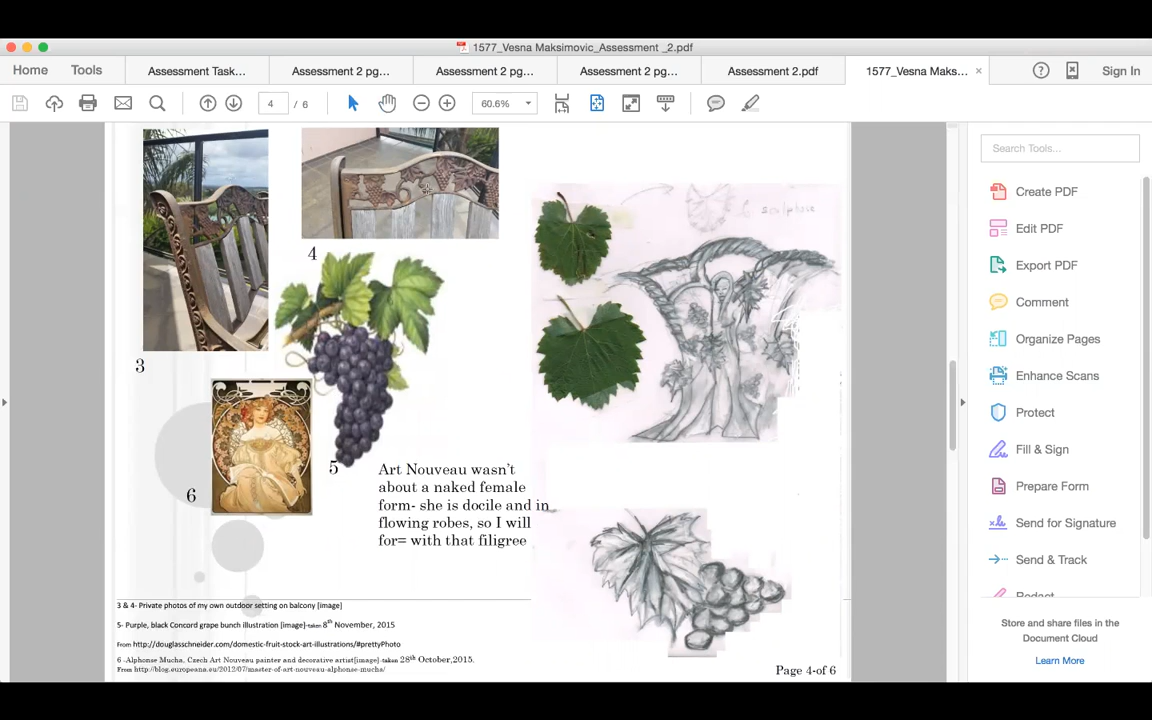 1577_Vesna Maksimovic_Assessment _2.pdf
Home
Tools
Assessment Task...
Assessment 2 pg...
Assessment 2 pg...
Assessment 2 pg...
Assessment 2.pdf
1577_Vesna Maks...
Sign In
4 / 6
60.6%
Search Tools...
Create PDF
Edit PDF
Export PDF
Comment
Organize Pages
Enhance Scans
Protect
Fill & Sign
Prepare Form
Send for Signature
Send & Track
Redact
Store and share files in the
Document Cloud
Learn More
3
4
5
6
sculpture
Art Nouveau wasn't
about a naked female
form- she is docile and in
flowing robes, so I will
for= with that filigree
3 & 4- Private photos of my own outdoor setting on balcony [image]
5- Purple, black Concord grape bunch illustration [image]-taken 8th November, 2015
From http://douglasschneider.com/domestic-fruit-stock-art-illustrations/#prettyPhoto
6 -Alphonse Mucha, Czech Art Nouveau painter and decorative artist[image] -taken 28th October,2015.
From http://blog.europeana.eu/2012/07/master-of-art-nouveau-alphonse-mucha/
Page 4-of 6